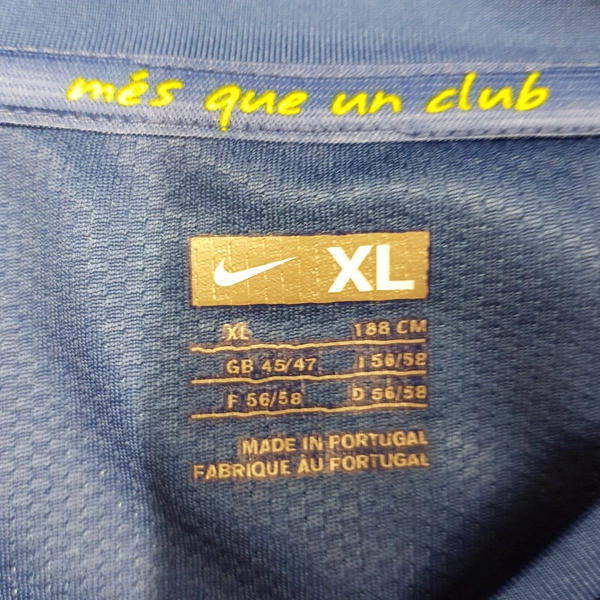 més que un club
XL
XL 188 CM
GB 45/47 I 56/58
F 56/58 D 56/58
MADE IN PORTUGAL
FABRIQUE AU PORTUGAL